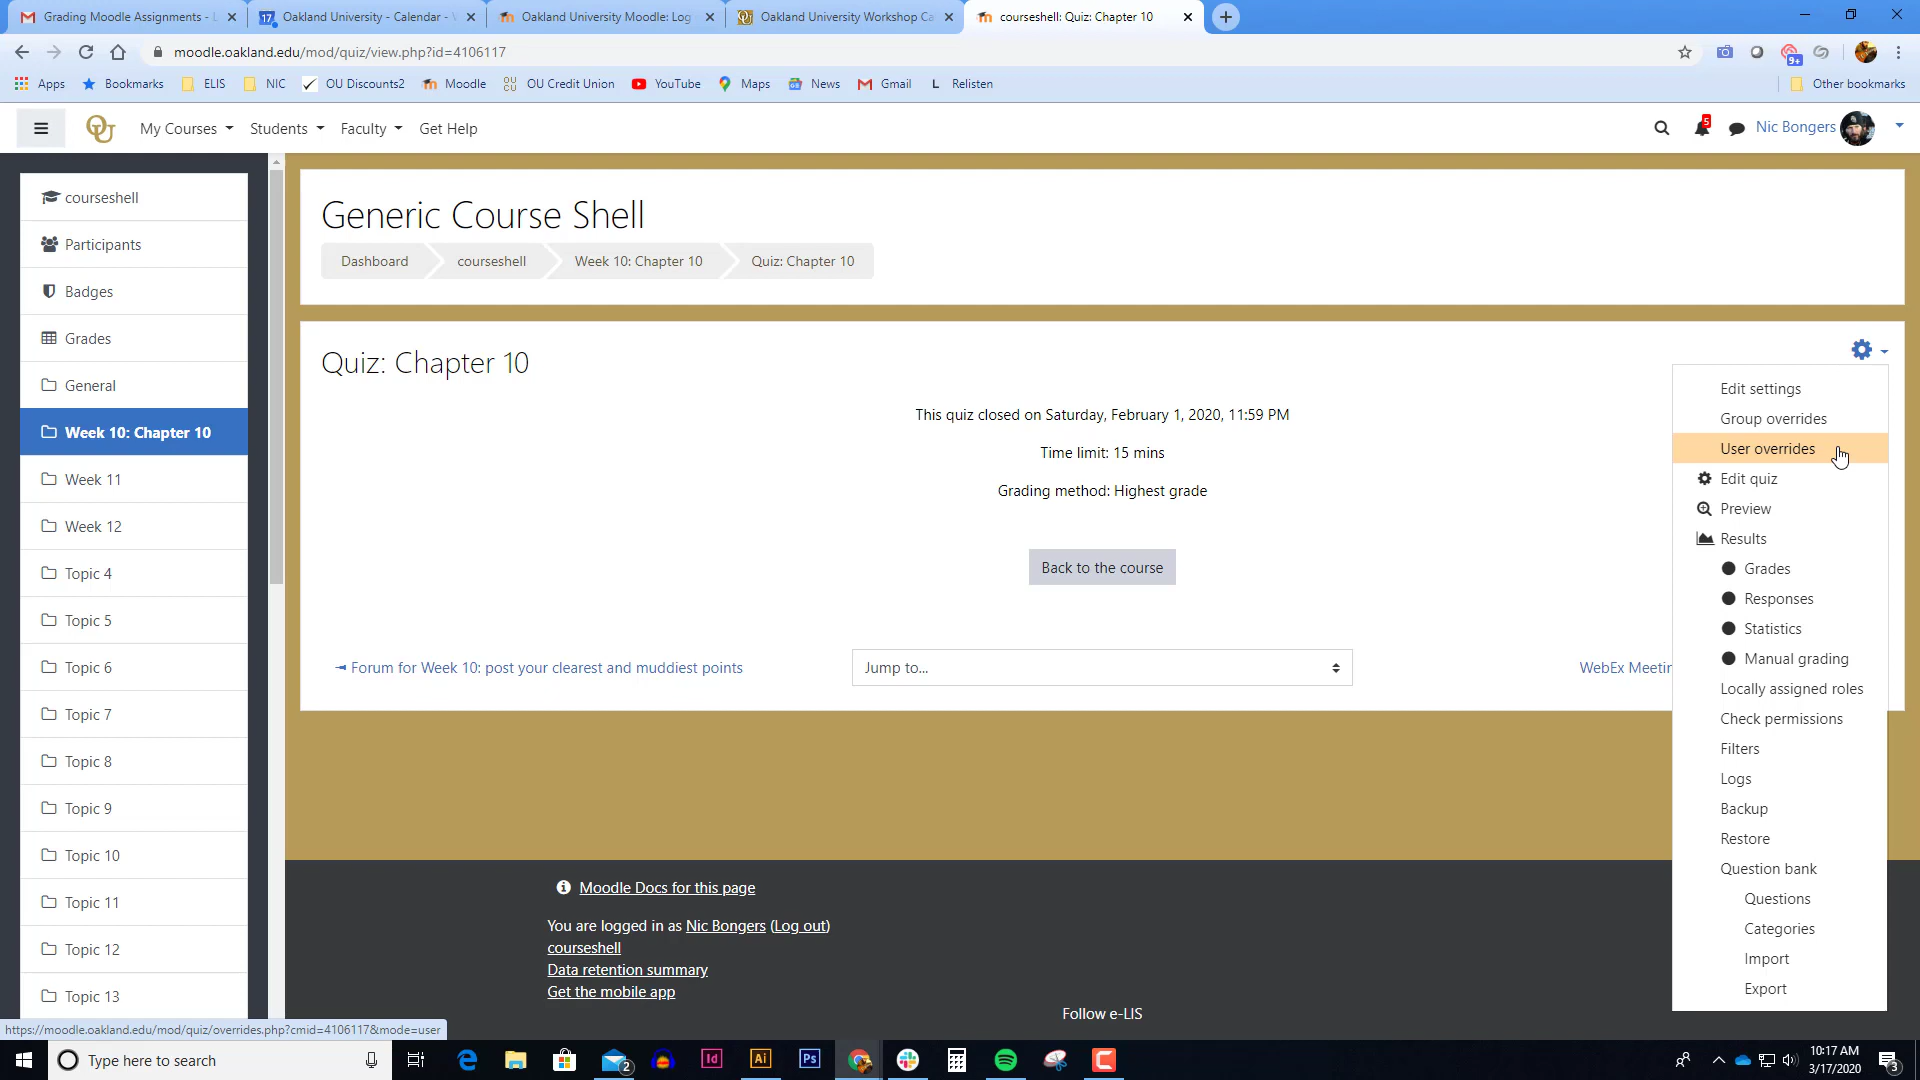 Grading Moodle Assignments - L
Oakland University - Calendar - W
Oakland University Moodle: Log
Oakland University Workshop Ca
courseshell: Quiz: Chapter 10
moodle.oakland.edu/mod/quiz/view.php?id=4106117
9+
Apps
Bookmarks
ELIS
NIC
OU Discounts2
Moodle
OU Credit Union
YouTube
Maps
News
Gmail
L
Relisten
Other bookmarks
My Courses
Students
Faculty
Get Help
5
Nic Bongers
courseshell
Participants
Badges
Grades
General
Week 10: Chapter 10
Week 11
Week 12
Topic 4
Topic 5
Topic 6
Topic 7
Topic 8
Topic 9
Topic 10
Topic 11
Topic 12
Topic 13
Generic Course Shell
Dashboard
courseshell
Week 10: Chapter 10
Quiz: Chapter 10
Quiz: Chapter 10
This quiz closed on Saturday, February 1, 2020, 11:59 PM
Time limit: 15 mins
Grading method: Highest grade
Back to the course
Forum for Week 10: post your clearest and muddiest points
Jump to...
WebEx Meetin
Edit settings
Group overrides
User overrides
Edit quiz
Preview
Results
Grades
Responses
Statistics
Manual grading
Locally assigned roles
Check permissions
Filters
Logs
Backup
Restore
Question bank
Questions
Categories
Import
Export
Moodle Docs for this page
You are logged in as Nic Bongers (Log out)
courseshell
Data retention summary
Get the mobile app
Follow e-LIS
https://moodle.oakland.edu/mod/quiz/overrides.php?cmid=4106117&mode=user
Type here to search
2
Id
Ai
Ps
10:17 AM
3/17/2020
3